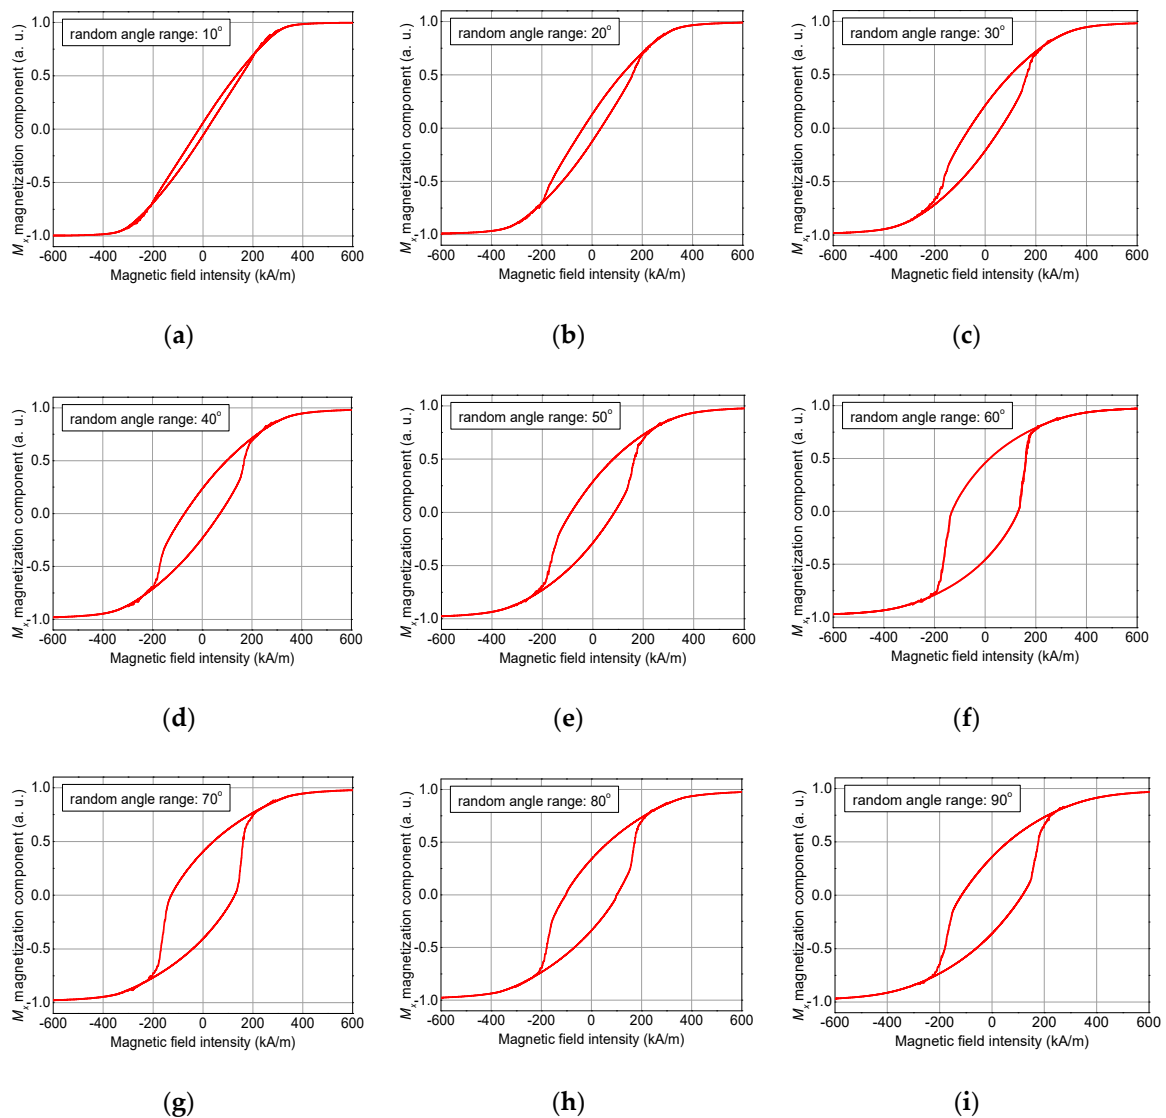 M_x, magnetization component (a. u.)
random angle range: 10°
1.0
0.5
0.0
-0.5
-1.0
-600 -400 -200 0 200 400 600
Magnetic field intensity (kA/m)
(a)
M_x, magnetization component (a. u.)
random angle range: 20°
1.0
0.5
0.0
-0.5
-1.0
-600 -400 -200 0 200 400 600
Magnetic field intensity (kA/m)
(b)
M_x, magnetization component (a. u.)
random angle range: 30°
1.0
0.5
0.0
-0.5
-1.0
-600 -400 -200 0 200 400 600
Magnetic field intensity (kA/m)
(c)
M_x, magnetization component (a. u.)
random angle range: 40°
1.0
0.5
0.0
-0.5
-1.0
-600 -400 -200 0 200 400 600
Magnetic field intensity (kA/m)
(d)
M_x, magnetization component (a. u.)
random angle range: 50°
1.0
0.5
0.0
-0.5
-1.0
-600 -400 -200 0 200 400 600
Magnetic field intensity (kA/m)
(e)
M_x, magnetization component (a. u.)
random angle range: 60°
1.0
0.5
0.0
-0.5
-1.0
-600 -400 -200 0 200 400 600
Magnetic field intensity (kA/m)
(f)
M_x, magnetization component (a. u.)
random angle range: 70°
1.0
0.5
0.0
-0.5
-1.0
-600 -400 -200 0 200 400 600
Magnetic field intensity (kA/m)
(g)
M_x, magnetization component (a. u.)
random angle range: 80°
1.0
0.5
0.0
-0.5
-1.0
-600 -400 -200 0 200 400 600
Magnetic field intensity (kA/m)
(h)
M_x, magnetization component (a. u.)
random angle range: 90°
1.0
0.5
0.0
-0.5
-1.0
-600 -400 -200 0 200 400 600
Magnetic field intensity (kA/m)
(i)